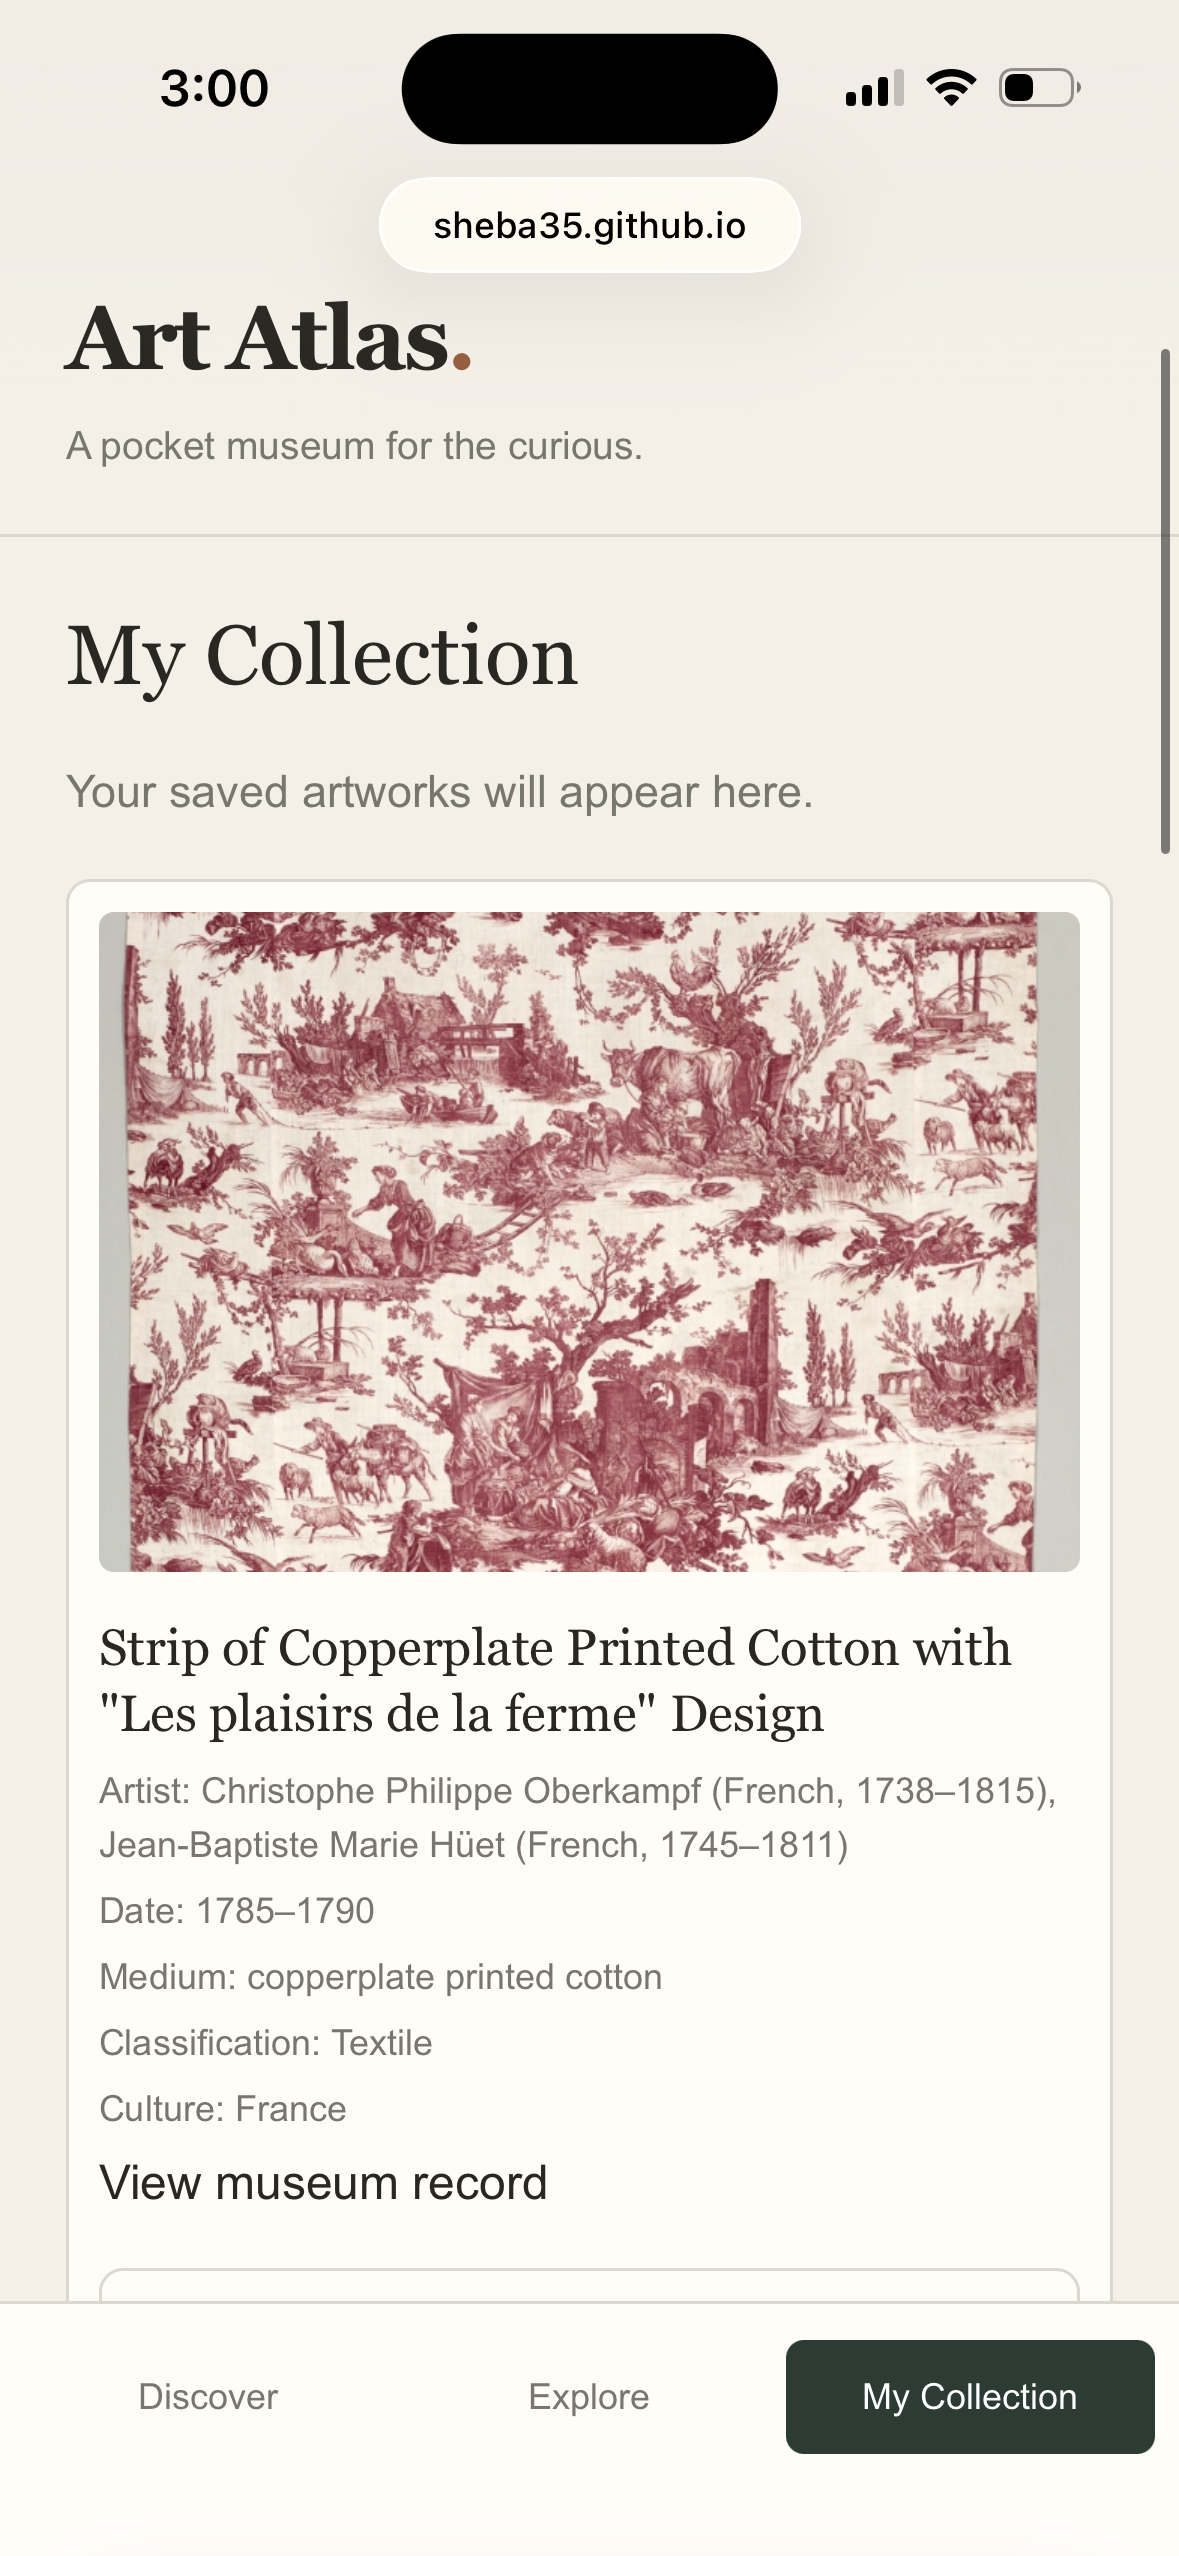 3:00
sheba35.github.io
Art Atlas.
A pocket museum for the curious.
My Collection
Your saved artworks will appear here.
Strip of Copperplate Printed Cotton with
"Les plaisirs de la ferme" Design
Artist: Christophe Philippe Oberkampf (French, 1738–1815),
Jean-Baptiste Marie Hüet (French, 1745–1811)
Date: 1785–1790
Medium: copperplate printed cotton
Classification: Textile
Culture: France
View museum record
Discover
Explore
My Collection